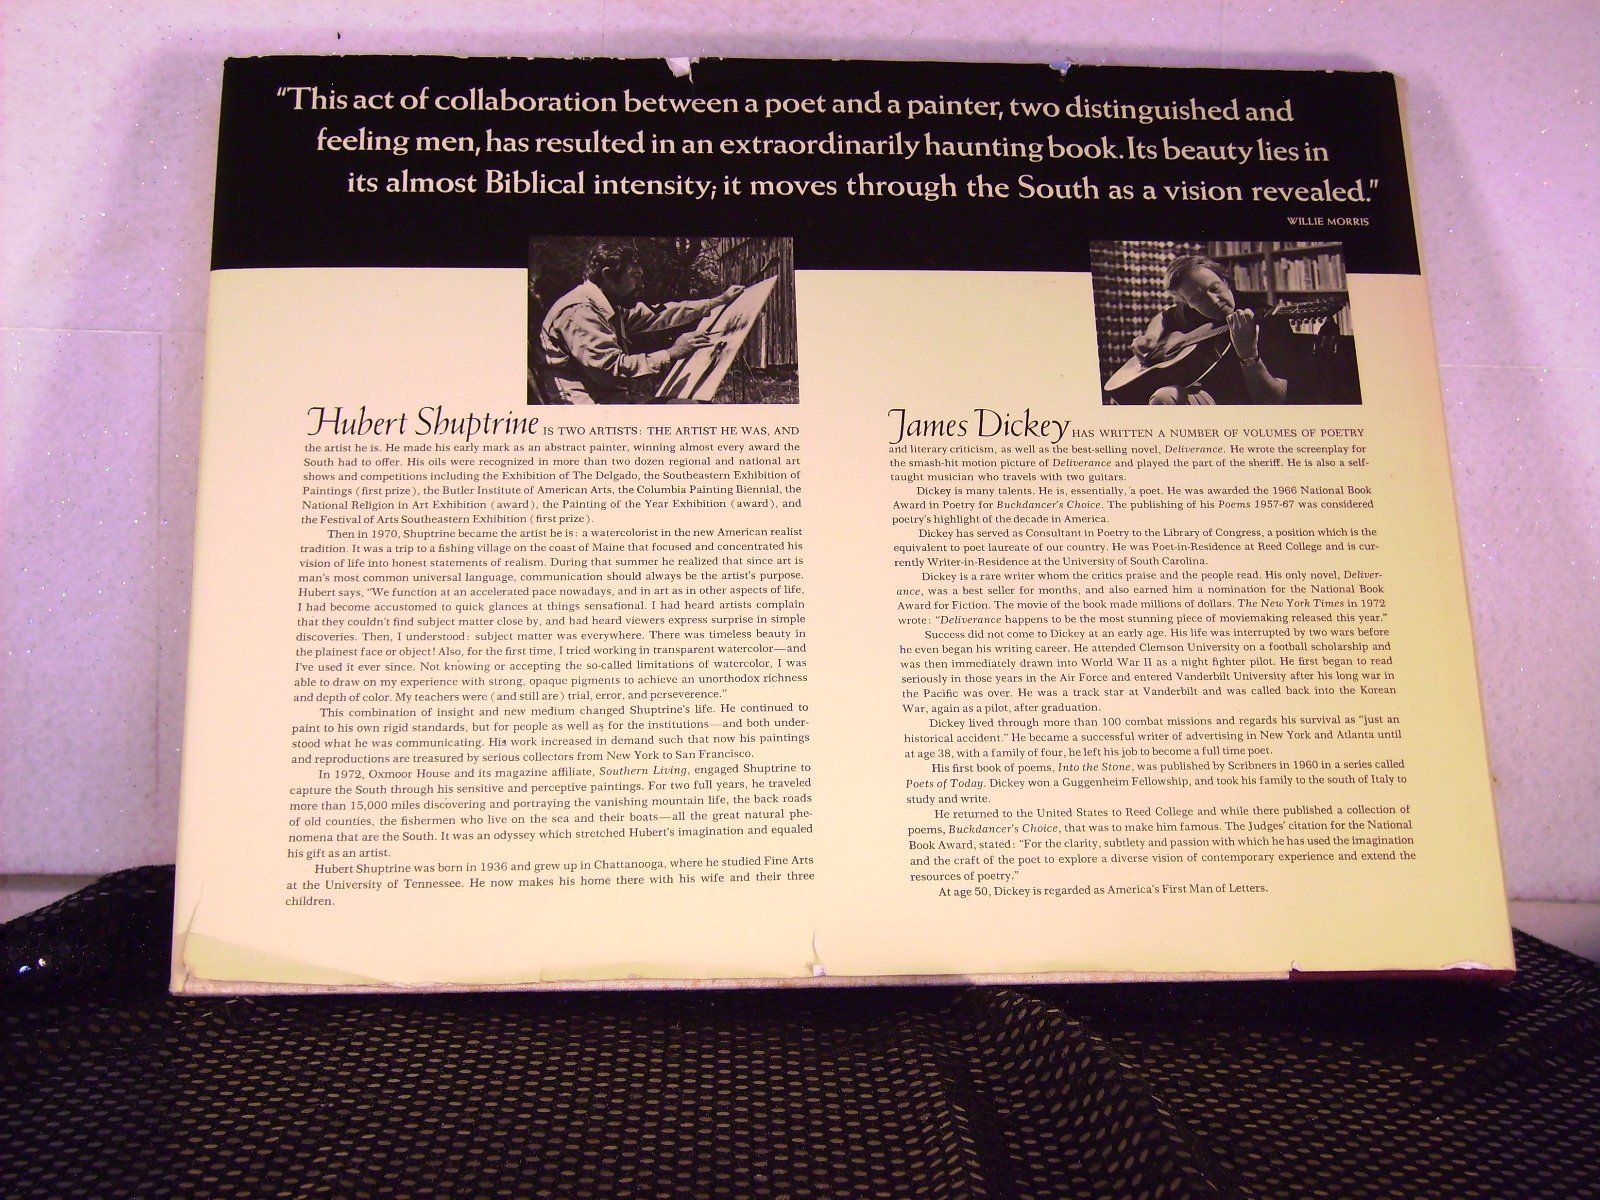 “This act of collaboration between a poet and a painter, two distinguished and
feeling men, has resulted in an extraordinarily haunting book. Its beauty lies in
its almost Biblical intensity; it moves through the South as a vision revealed.”
WILLIE MORRIS
Hubert Shuptrine IS TWO ARTISTS: THE ARTIST HE WAS, AND
the artist he is. He made his early mark as an abstract painter, winning almost every award the
South had to offer. His oils were recognized in more than two dozen regional and national art
shows and competitions including the Exhibition of The Delgado, the Southeastern Exhibition of
Paintings (first prize), the Butler Institute of American Arts, the Columbia Painting Biennial, the
National Religion in Art Exhibition (award), the Painting of the Year Exhibition (award), and
the Festival of Arts Southeastern Exhibition (first prize).
Then in 1970, Shuptrine became the artist he is: a watercolorist in the new American realist
tradition. It was a trip to a fishing village on the coast of Maine that focused and concentrated his
vision of life into honest statements of realism. During that summer he realized that since art is
man's most common universal language, communication should always be the artist's purpose.
Hubert says, “We function at an accelerated pace nowadays, and in art as in other aspects of life,
I had become accustomed to quick glances at things sensational. I had heard artists complain
that they couldn't find subject matter close by, and had heard viewers express surprise in simple
discoveries. Then, I understood: subject matter was everywhere. There was timeless beauty in
the plainest face or object! Also, for the first time, I tried working in transparent watercolor—and
I've used it ever since. Not knowing or accepting the so-called limitations of watercolor, I was
able to draw on my experience with strong, opaque pigments to achieve an unorthodox richness
and depth of color. My teachers were (and still are) trial, error, and perseverence.”
This combination of insight and new medium changed Shuptrine's life. He continued to
paint to his own rigid standards, but for people as well as for the institutions—and both under-
stood what he was communicating. His work increased in demand such that now his paintings
and reproductions are treasured by serious collectors from New York to San Francisco.
In 1972, Oxmoor House and its magazine affiliate, Southern Living, engaged Shuptrine to
capture the South through his sensitive and perceptive paintings. For two full years, he traveled
more than 15,000 miles discovering and portraying the vanishing mountain life, the back roads
of old counties, the fishermen who live on the sea and their boats—all the great natural phe-
nomena that are the South. It was an odyssey which stretched Hubert's imagination and equaled
his gift as an artist.
Hubert Shuptrine was born in 1936 and grew up in Chattanooga, where he studied Fine Arts
at the University of Tennessee. He now makes his home there with his wife and their three
children.
James Dickey HAS WRITTEN A NUMBER OF VOLUMES OF POETRY
and literary criticism, as well as the best-selling novel, Deliverance. He wrote the screenplay for
the smash-hit motion picture of Deliverance and played the part of the sheriff. He is also a self-
taught musician who travels with two guitars.
Dickey is many talents. He is, essentially, a poet. He was awarded the 1966 National Book
Award in Poetry for Buckdancer's Choice. The publishing of his Poems 1957-67 was considered
poetry's highlight of the decade in America.
Dickey has served as Consultant in Poetry to the Library of Congress, a position which is the
equivalent to poet laureate of our country. He was Poet-in-Residence at Reed College and is cur-
rently Writer-in-Residence at the University of South Carolina.
Dickey is a rare writer whom the critics praise and the people read. His only novel, Deliver-
ance, was a best seller for months, and also earned him a nomination for the National Book
Award for Fiction. The movie of the book made millions of dollars. The New York Times in 1972
wrote: “Deliverance happens to be the most stunning piece of moviemaking released this year.”
Success did not come to Dickey at an early age. His life was interrupted by two wars before
he even began his writing career. He attended Clemson University on a football scholarship and
was then immediately drawn into World War II as a night fighter pilot. He first began to read
seriously in those years in the Air Force and entered Vanderbilt University after his long war in
the Pacific was over. He was a track star at Vanderbilt and was called back into the Korean
War, again as a pilot, after graduation.
Dickey lived through more than 100 combat missions and regards his survival as “just an
historical accident.” He became a successful writer of advertising in New York and Atlanta until
at age 38, with a family of four, he left his job to become a full time poet.
His first book of poems, Into the Stone, was published by Scribners in 1960 in a series called
Poets of Today. Dickey won a Guggenheim Fellowship, and took his family to the south of Italy to
study and write.
He returned to the United States to Reed College and while there published a collection of
poems, Buckdancer's Choice, that was to make him famous. The Judges' citation for the National
Book Award, stated: “For the clarity, subtlety and passion with which he has used the imagination
and the craft of the poet to explore a diverse vision of contemporary experience and extend the
resources of poetry.”
At age 50, Dickey is regarded as America's First Man of Letters.